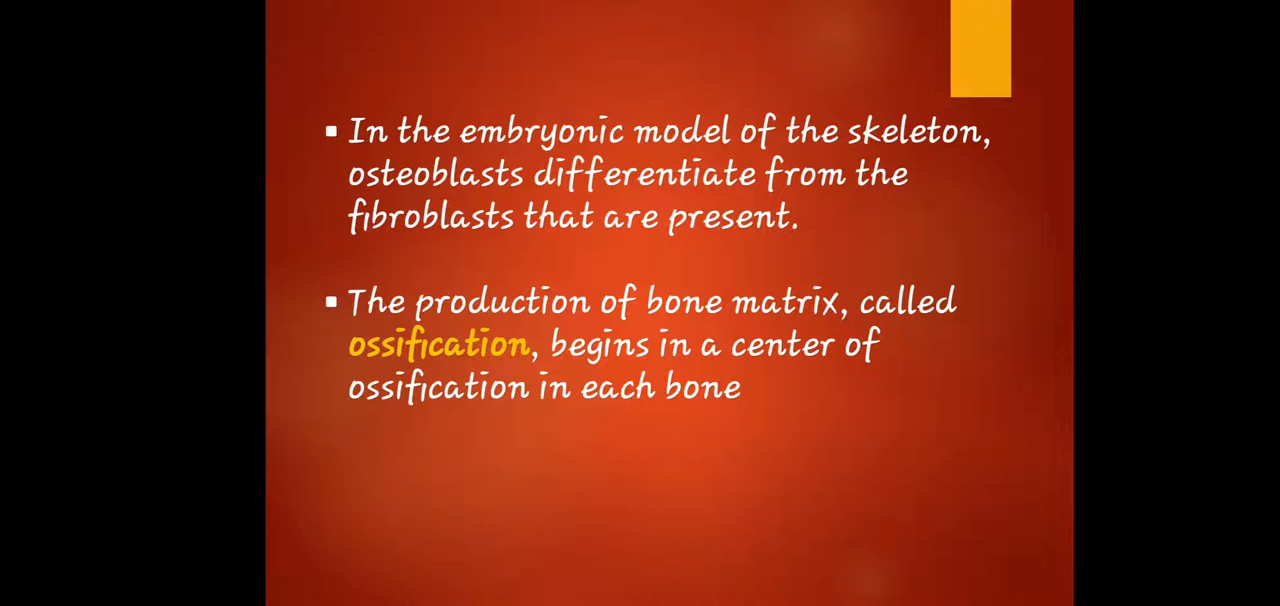 ▪ In the embryonic model of the skeleton,
osteoblasts differentiate from the
fibroblasts that are present.
▪ The production of bone matrix, called
ossification, begins in a center of
ossification in each bone